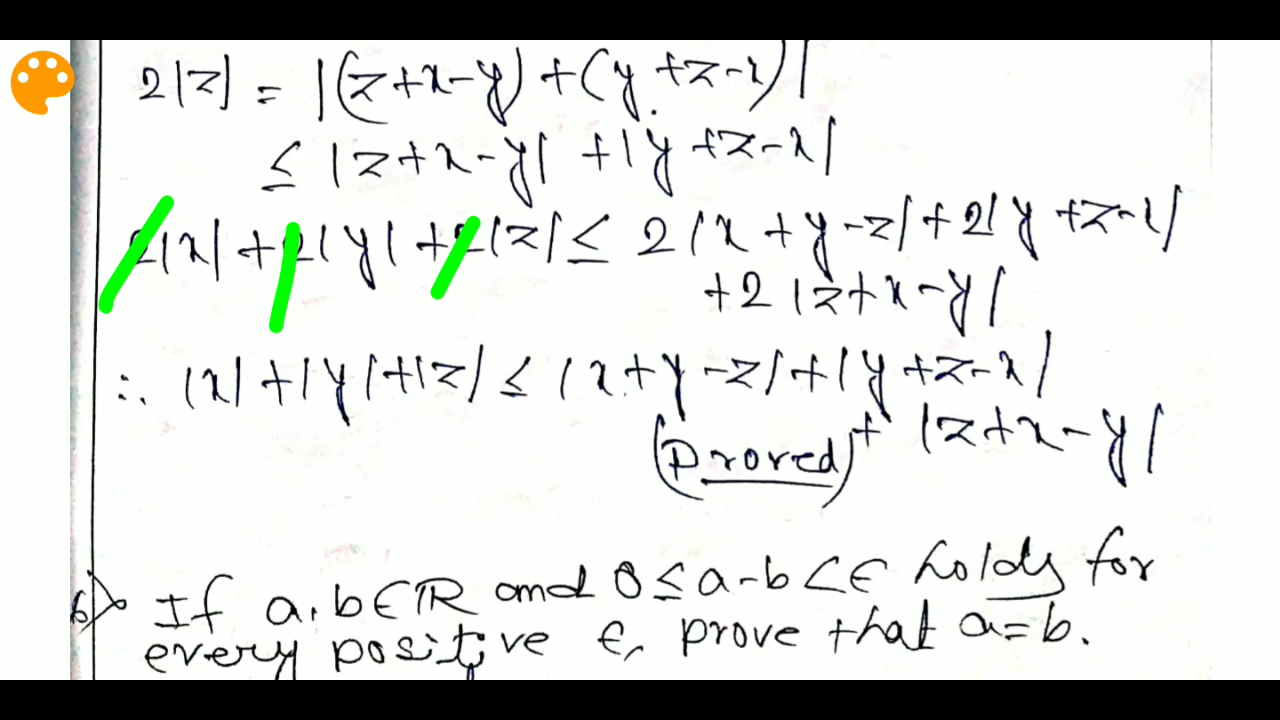 2|z| = |(z+x-y)+(y+z-x)|
≤ |z+x-y| + |y+z-x|
2|x| + 2|y| + 2|z| ≤ 2|x+y-z| + 2|y+z-x|
+ 2|z+x-y|
∴ |x| + |y| + |z| ≤ |x+y-z| + |y+z-x|
+ |z+x-y|
(Proved)
6> If a, b ∈ ℝ and 0 ≤ a-b < ∈ holds for
every positive ∈, prove that a=b.